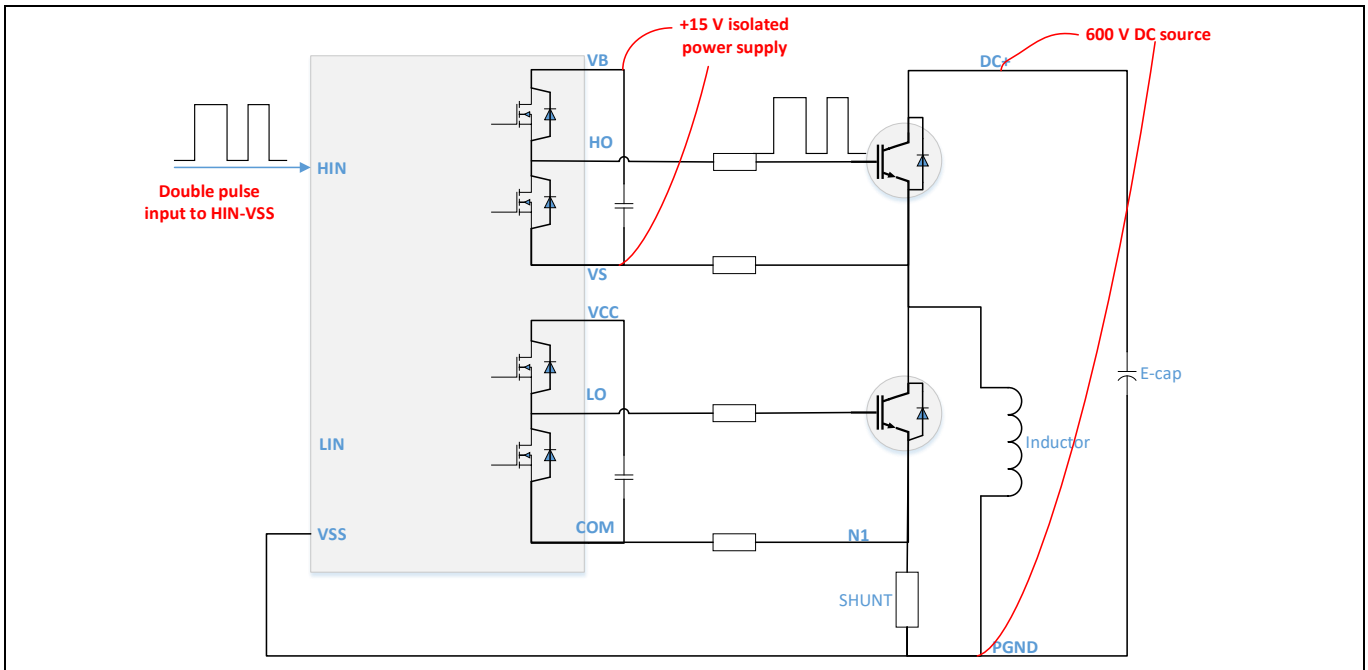 +15 V isolated
power supply
600 V DC source
VB
DC+
HO
HIN
Double pulse
input to HIN-VSS
VS
VCC
E-cap
LO
LIN
Inductor
VSS
COM
N1
SHUNT
PGND